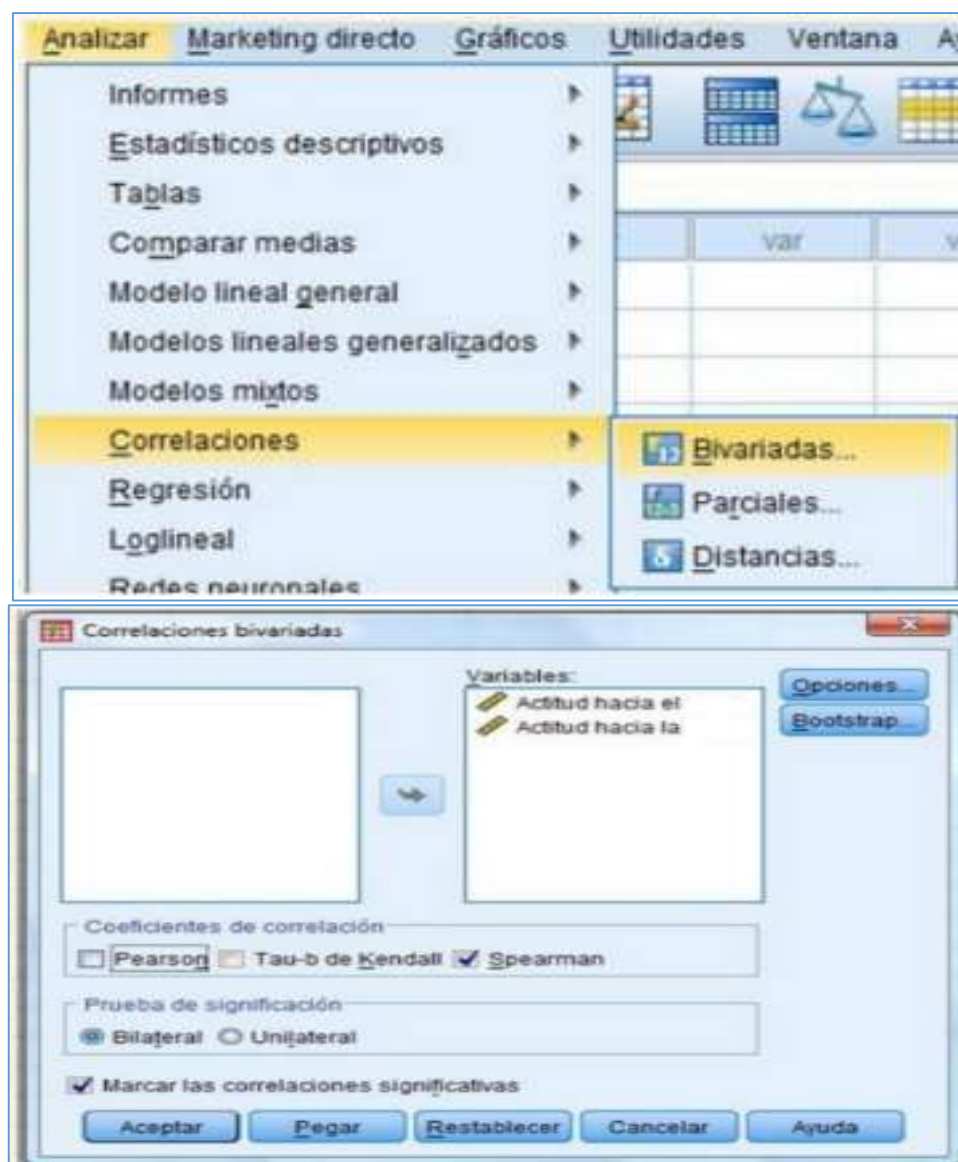 Analizar Marketing directo Gráficos Utilidades Ventana A
Informes
Estadísticos descriptivos
Tablas
Comparar medias
var
Modelo lineal general
Modelos lineales generalizados
Modelos mixtos
Correlaciones
Bivariadas...
Regresión
Parciales...
Loglineal
Distancias...
Redes neuronales
Correlaciones bivariadas
Variables:
Actitud hacia el
Actitud hacia la
Opciones...
Bootstrap...
Coeficientes de correlación
Pearson Tau-b de Kendall Spearman
Prueba de significación
Bilateral Unilateral
Marcar las correlaciones significativas
Aceptar Pegar Restablecer Cancelar Ayuda